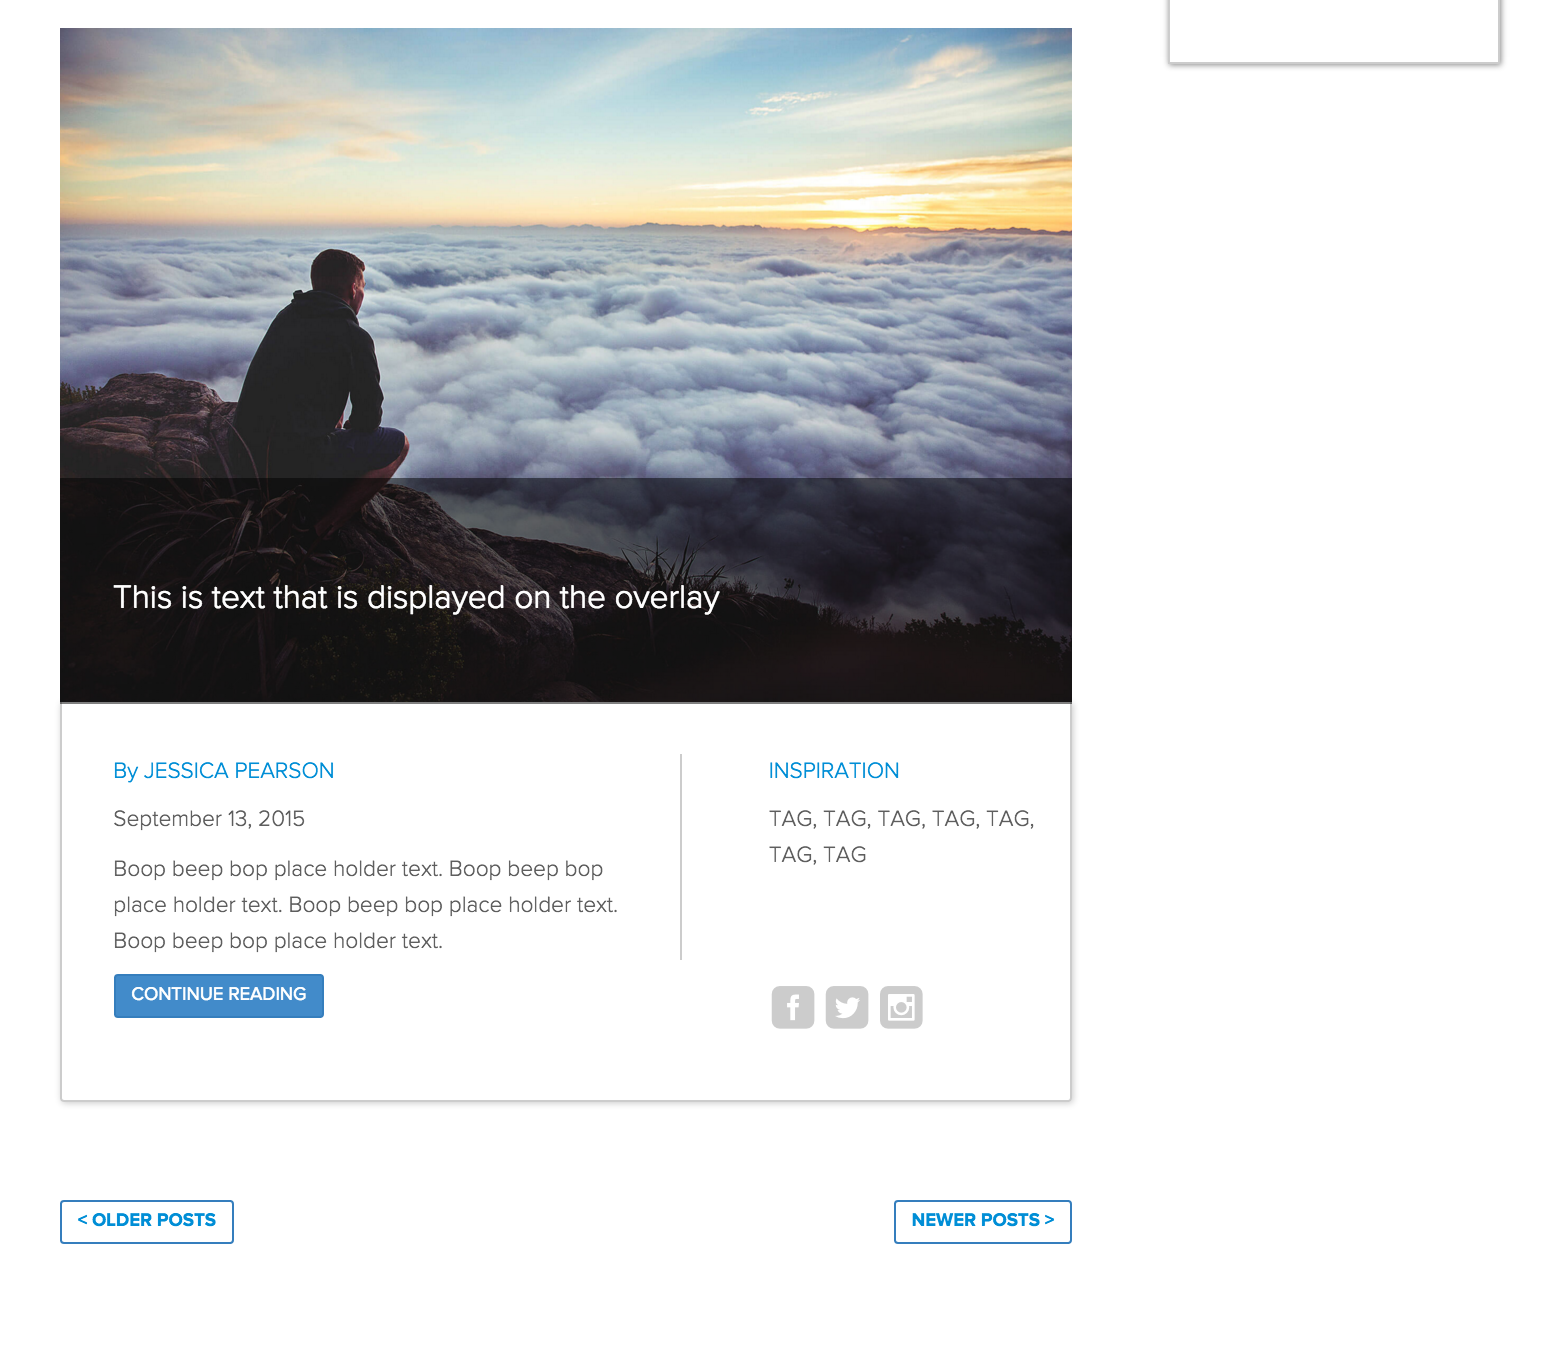 This is text that is displayed on the overlay
By JESSICA PEARSON
September 13, 2015
Boop beep bop place holder text. Boop beep bop
place holder text. Boop beep bop place holder text.
Boop beep bop place holder text.
CONTINUE READING
INSPIRATION
TAG, TAG, TAG, TAG, TAG,
TAG, TAG
< OLDER POSTS
NEWER POSTS >